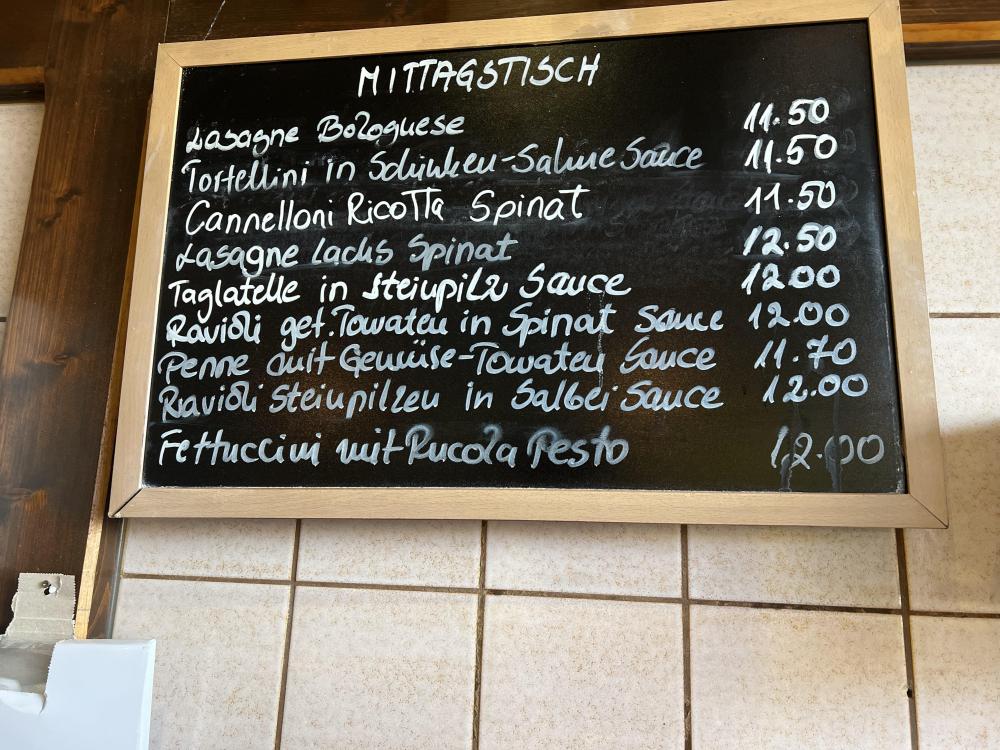 MITTAGSTISCH
Lasagne Bolognese 11.50
Tortellini in Schinken-Sahne Sauce 11.50
Cannelloni Ricotta Spinat 11.50
Lasagne Lachs Spinat 12.50
Taglatelle in Steinpilz Sauce 12.00
Ravioli gef. Tomaten in Spinat Sauce 12.00
Penne mit Gemüse-Tomaten Sauce 11.70
Ravioli Steinpilzen in Salbei Sauce 12.00
Fettuccini mit Rucola Pesto 12.00